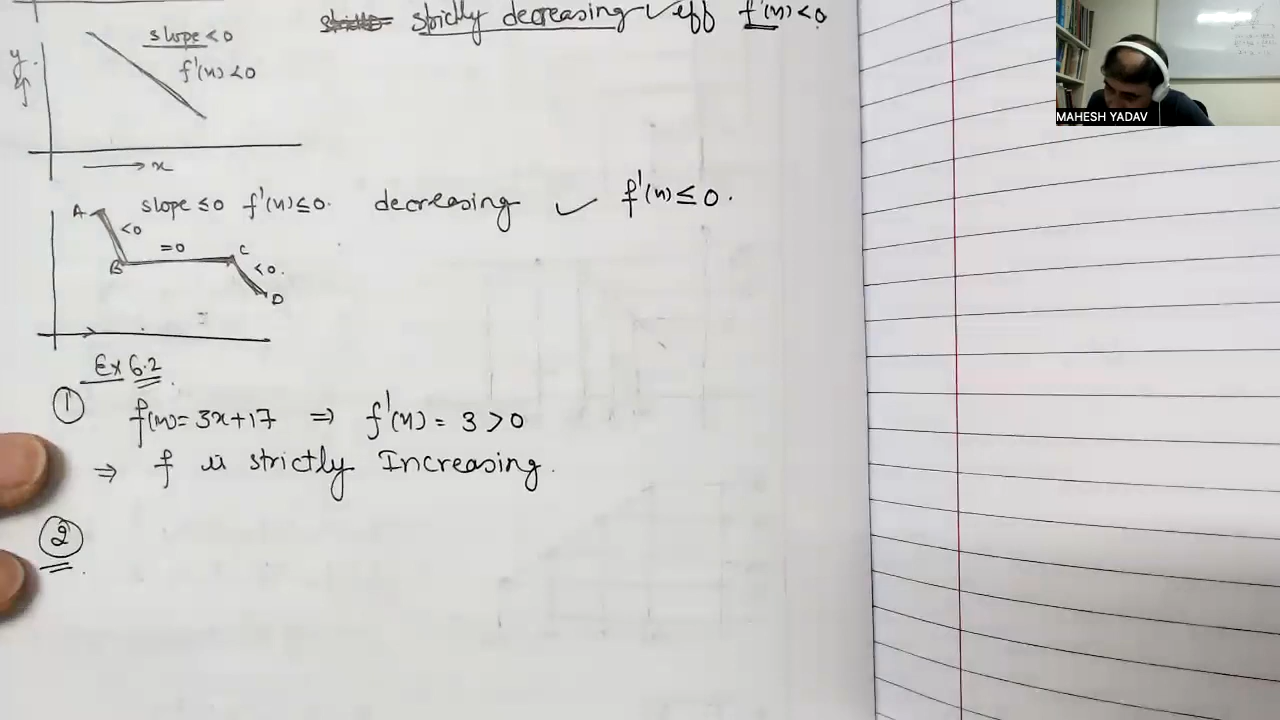 strictly decreasing ✓ eff f'(x) < 0
slope < 0
f'(x) < 0
y
x
slope ≤ 0 f'(x) ≤ 0. decreasing ✓ f'(x) ≤ 0.
A
< 0
= 0
B
C
< 0.
D
Ex 6.2
① f(x) = 3x + 17 ⇒ f'(x) = 3 > 0
⇒ f is strictly Increasing.
②
MAHESH YADAV